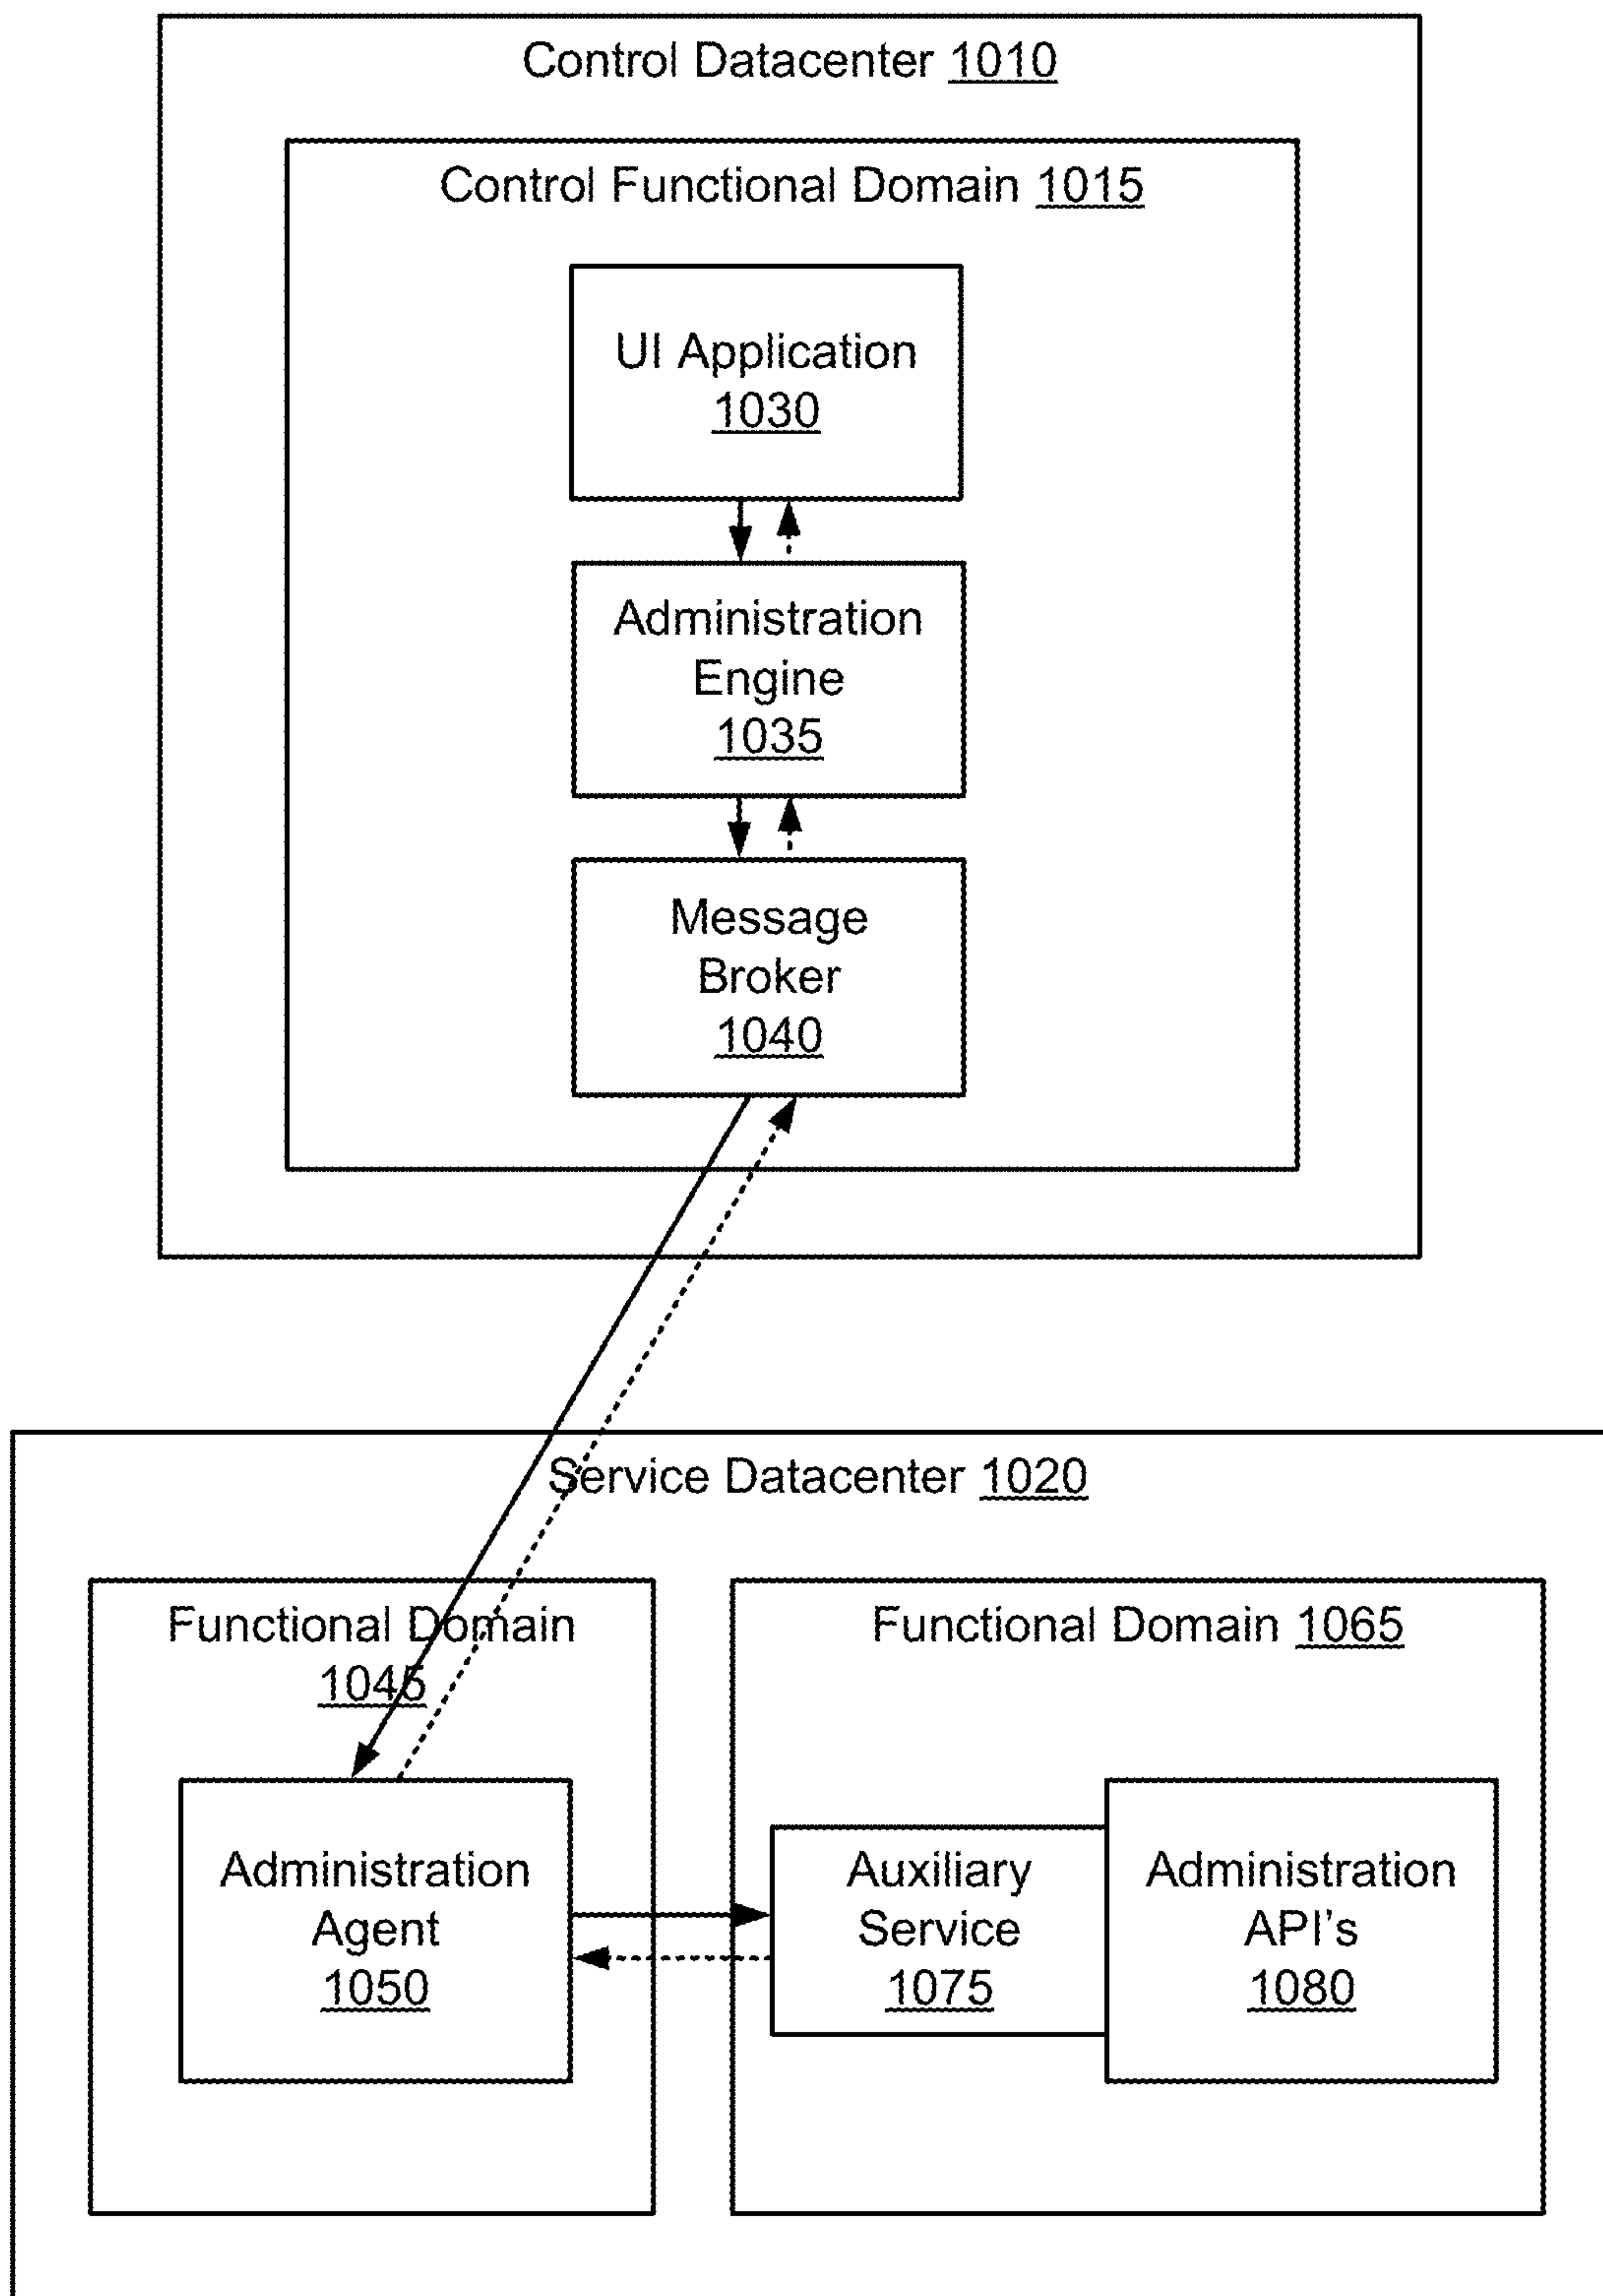 Control Datacenter 1010
Control Functional Domain 1015
UI Application
1030
Administration
Engine
1035
Message
Broker
1040
Service Datacenter 1020
Functional Domain
1045
Functional Domain 1065
Administration
Agent
1050
Auxiliary
Service
1075
Administration
API's
1080